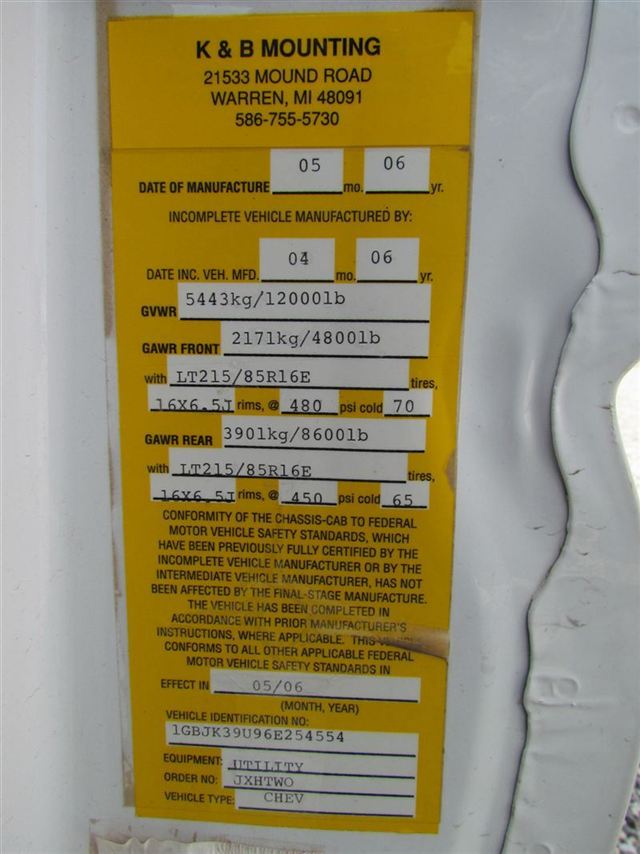 K & B MOUNTING
21533 MOUND ROAD
WARREN, MI 48091
586-755-5730
DATE OF MANUFACTURE 05 mo. 06 yr.
INCOMPLETE VEHICLE MANUFACTURED BY:
DATE INC. VEH. MFD. 04 mo. 06 yr.
GVWR 5443kg/12000lb
GAWR FRONT 2171kg/4800lb
with LT215/85R16E tires,
16X6.5J rims, @ 480 psi cold 70
GAWR REAR 3901kg/8600lb
with LT215/85R16E tires,
16X6.5J rims, @ 450 psi cold 65
CONFORMITY OF THE CHASSIS-CAB TO FEDERAL
MOTOR VEHICLE SAFETY STANDARDS, WHICH
HAVE BEEN PREVIOUSLY FULLY CERTIFIED BY THE
INCOMPLETE VEHICLE MANUFACTURER OR BY THE
INTERMEDIATE VEHICLE MANUFACTURER, HAS NOT
BEEN AFFECTED BY THE FINAL-STAGE MANUFACTURE.
THE VEHICLE HAS BEEN COMPLETED IN
ACCORDANCE WITH PRIOR MANUFACTURER'S
INSTRUCTIONS, WHERE APPLICABLE. THIS VEHICLE
CONFORMS TO ALL OTHER APPLICABLE FEDERAL
MOTOR VEHICLE SAFETY STANDARDS IN
EFFECT IN 05/06
(MONTH, YEAR)
VEHICLE IDENTIFICATION NO:
1GBJK39U96E254554
EQUIPMENT: UTILITY
ORDER NO: JXHTWO
VEHICLE TYPE: CHEV